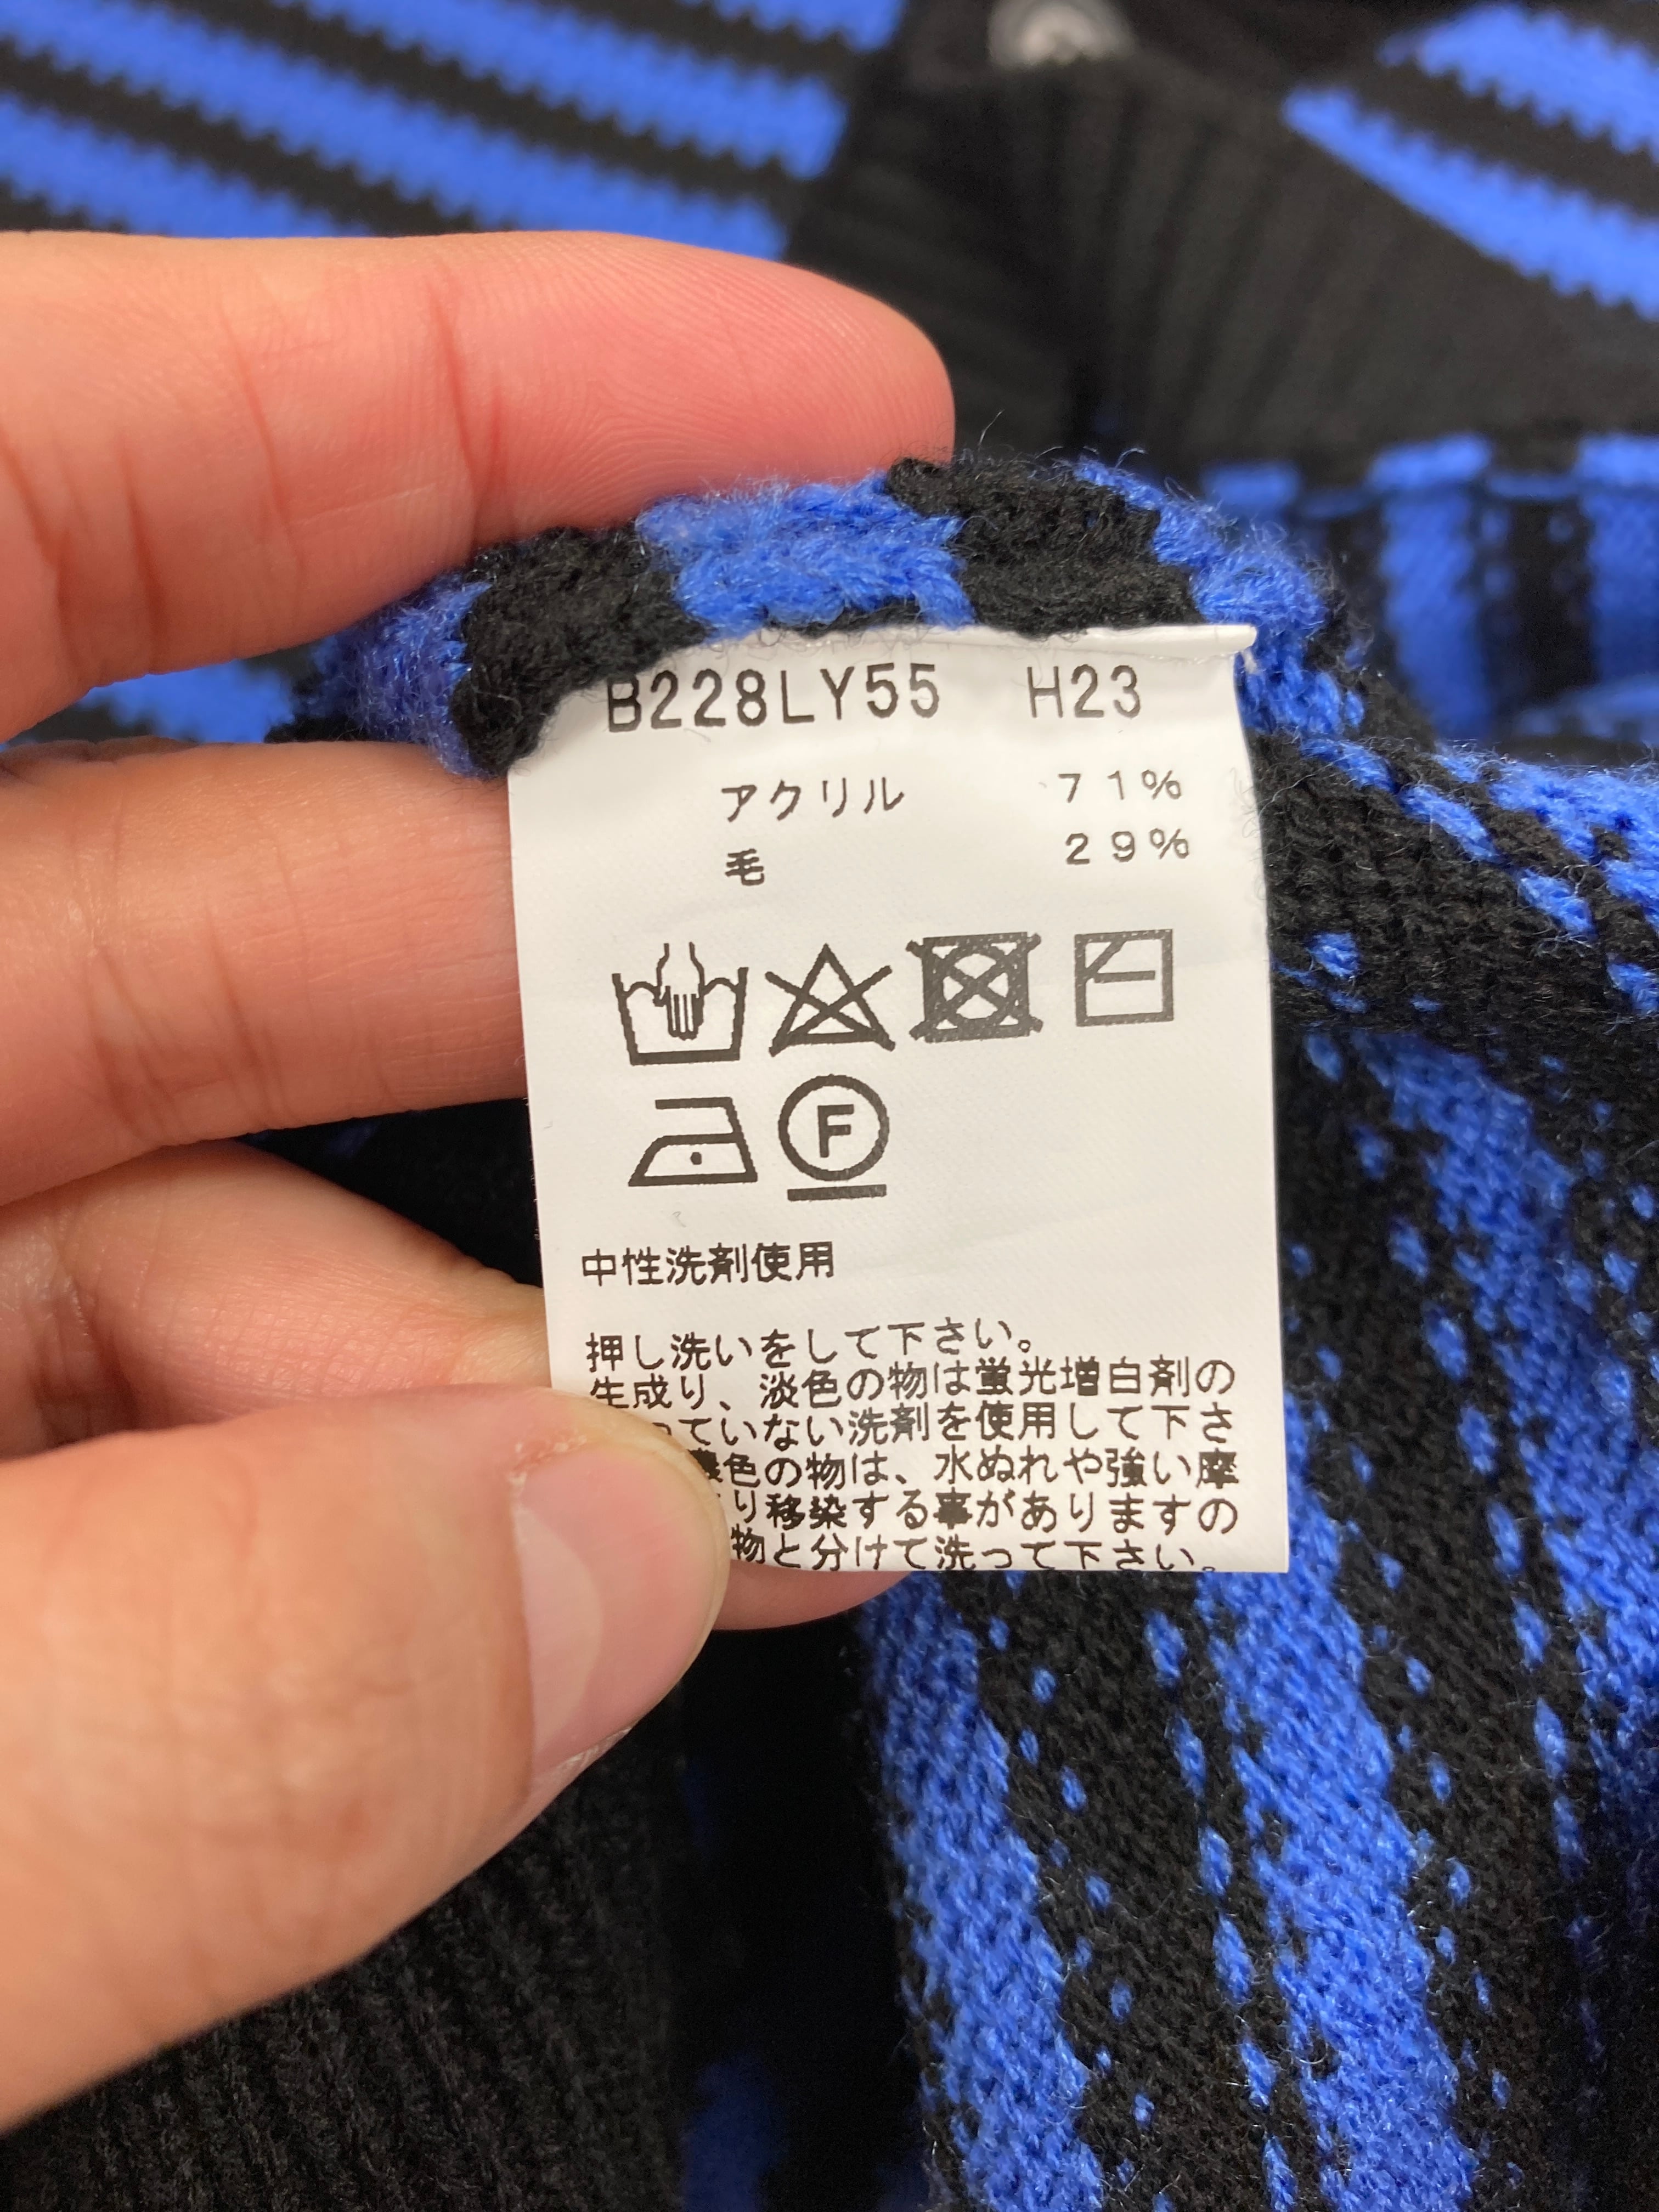 B228LY55 H23
アクリル 71%
毛 29%
F
中性洗剤使用
押し洗いをして下さい。
生成り、淡色の物は蛍光増白剤の
っていない洗剤を使用して下さ
濃色の物は、水ぬれや強い摩
り移染する事がありますの
物と分けて洗って下さい。